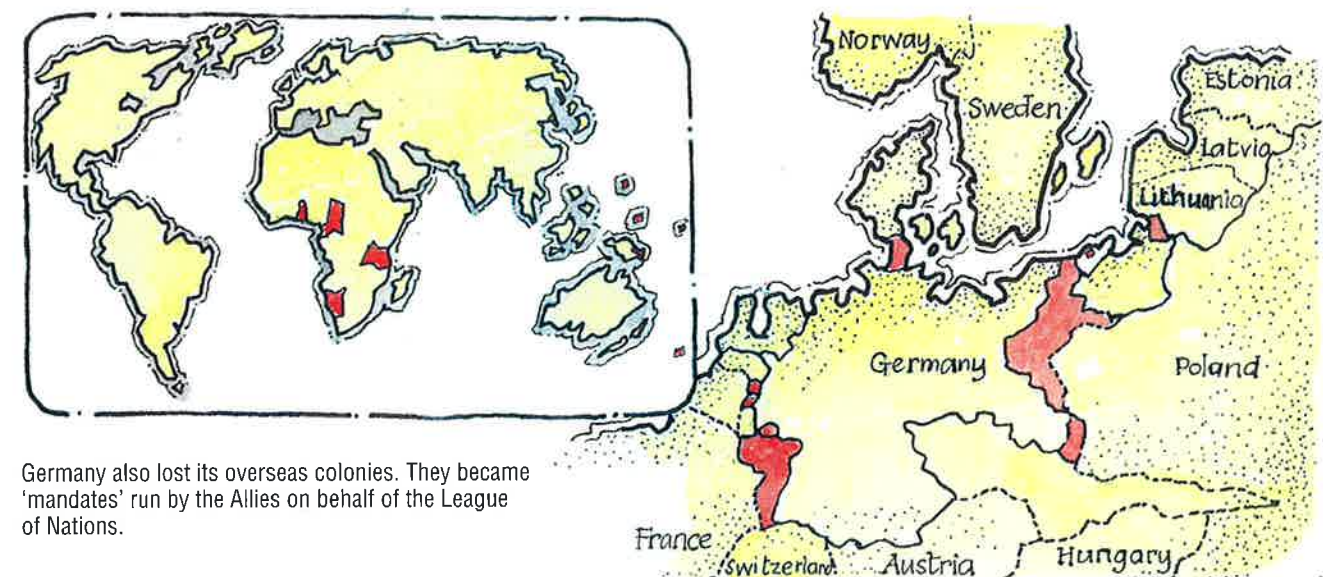 Norway
Sweden
Estonia
Latvia
Lithuania
Germany
Poland
Germany also lost its overseas colonies. They became
'mandates' run by the Allies on behalf of the League
of Nations.
France
Switzerland
Austria
Hungary